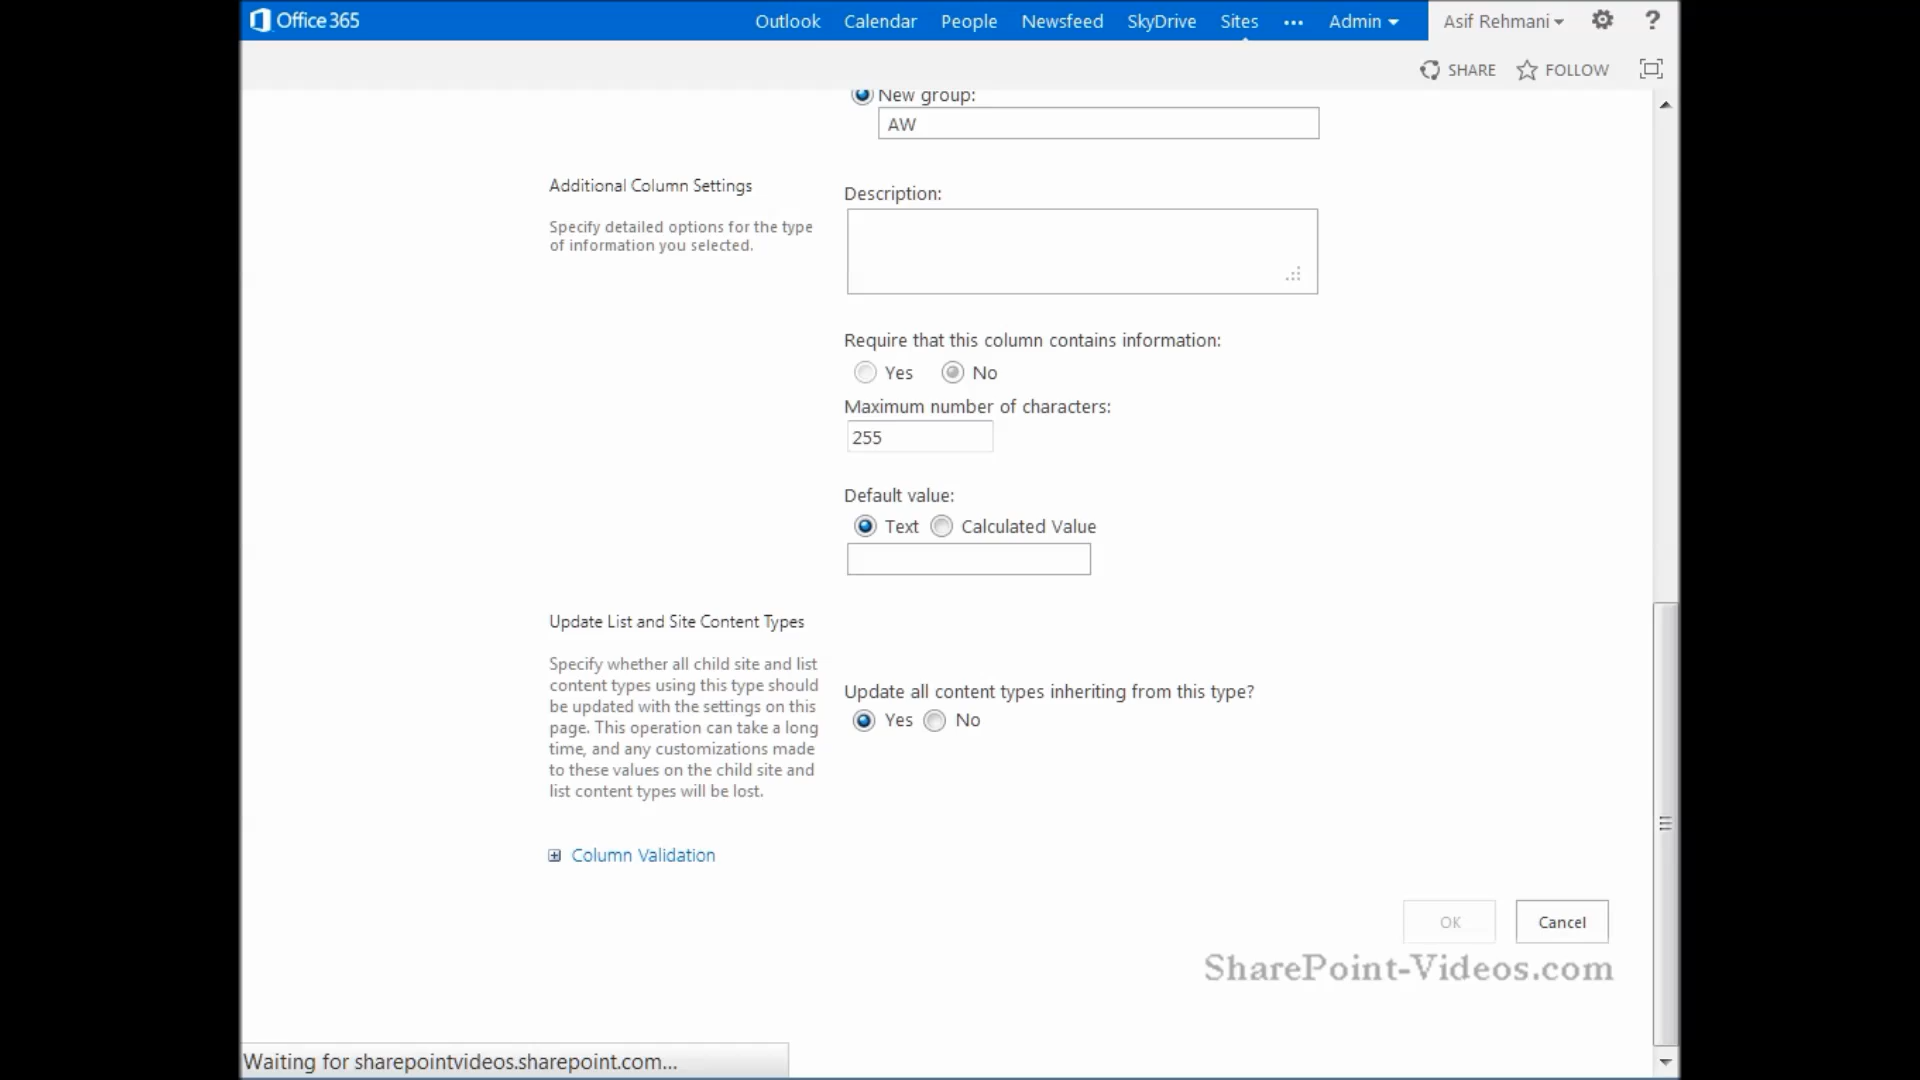 Office 365
Outlook Calendar People Newsfeed SkyDrive Sites ••• Admin Asif Rehmani ?
SHARE FOLLOW
New group:
AW
Additional Column Settings
Specify detailed options for the type
of information you selected.
Description:
Require that this column contains information:
Yes No
Maximum number of characters:
255
Default value:
Text Calculated Value
Update List and Site Content Types
Specify whether all child site and list
content types using this type should
be updated with the settings on this
page. This operation can take a long
time, and any customizations made
to these values on the child site and
list content types will be lost.
Update all content types inheriting from this type?
Yes No
Column Validation
OK Cancel
SharePoint-Videos.com
Waiting for sharepointvideos.sharepoint.com...